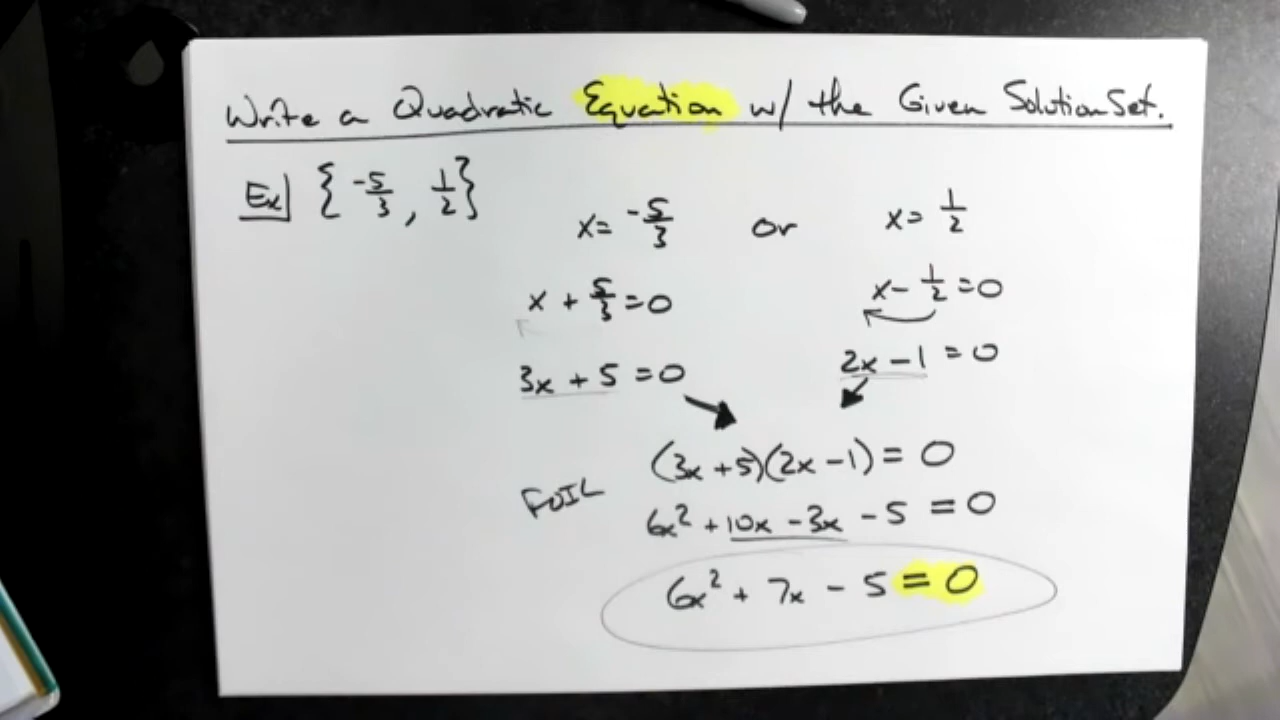 Write a Quadratic Equation w/ the Given Solution Set.
Ex] { -5/3 , 1/2 }
x = -5/3 or x = 1/2
x + 5/3 = 0 x - 1/2 = 0
3x + 5 = 0 2x - 1 = 0
(3x + 5)(2x - 1) = 0
FOIL 6x² + 10x - 3x - 5 = 0
6x² + 7x - 5 = 0